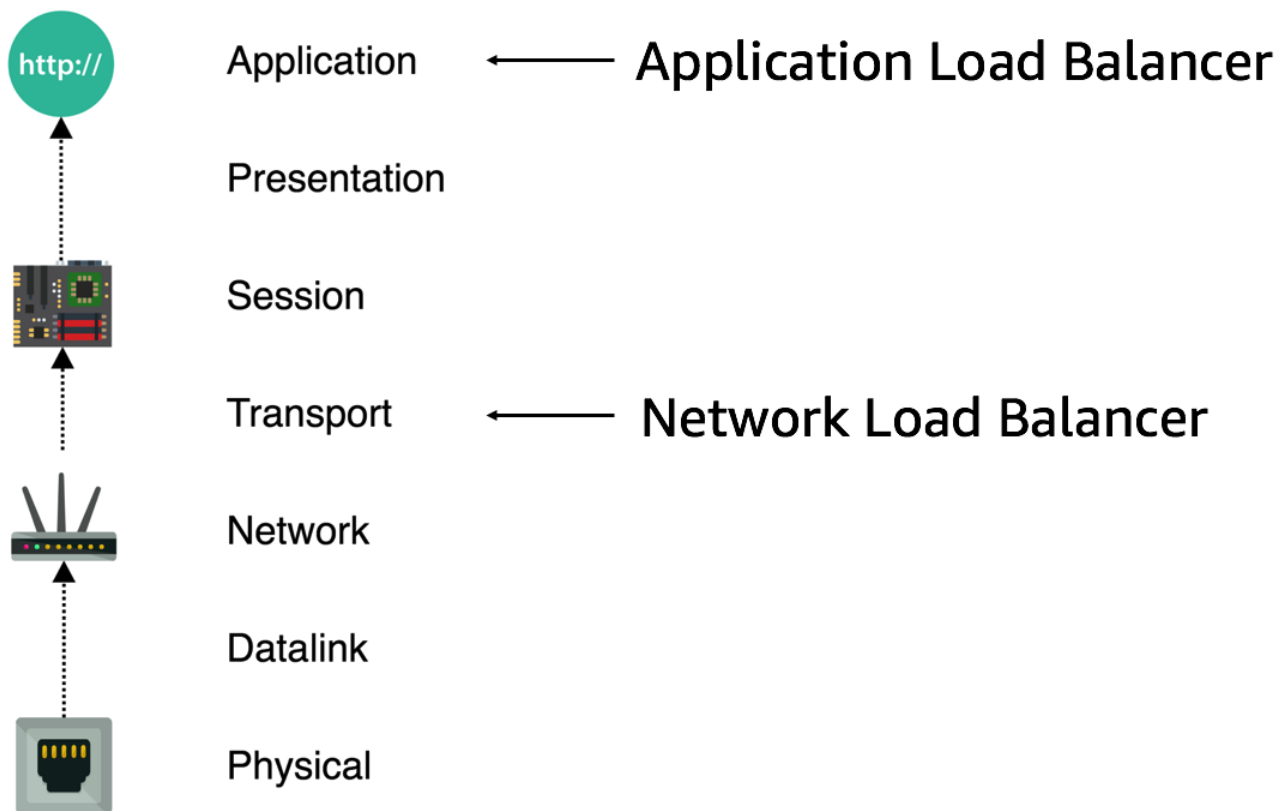 http://
Application
Application Load Balancer
Presentation
Session
Transport
Network Load Balancer
Network
Datalink
Physical